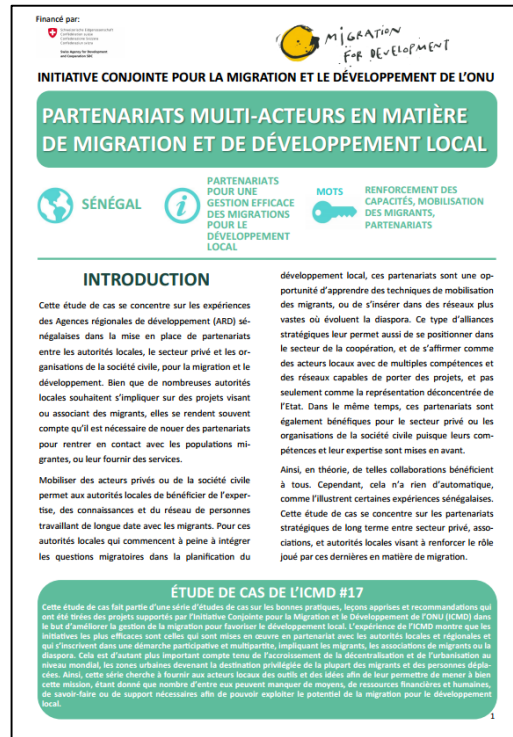 Financé par:
Schweizerische Eidgenossenschaft
Confédération suisse
Confederazione Svizzera
Confederaziun svizra
Swiss Agency for Development
and Cooperation SDC
MiGRATION
FOR DEVELOPMENT
INITIATIVE CONJOINTE POUR LA MIGRATION ET LE DÉVELOPPEMENT DE L’ONU
PARTENARIATS MULTI-ACTEURS EN MATIÈRE
DE MIGRATION ET DE DÉVELOPPEMENT LOCAL
SÉNÉGAL
PARTENARIATS
POUR UNE
GESTION EFFICACE
DES MIGRATIONS
POUR LE
DÉVELOPPEMENT
LOCAL
MOTS
RENFORCEMENT DES
CAPACITÉS, MOBILISATION
DES MIGRANTS,
PARTENARIATS
INTRODUCTION
Cette étude de cas se concentre sur les expériences
des Agences régionales de développement (ARD) sé-
négalaises dans la mise en place de partenariats
entre les autorités locales, le secteur privé et les or-
ganisations de la société civile, pour la migration et le
développement. Bien que de nombreuses autorités
locales souhaitent s’impliquer sur des projets visant
ou associant des migrants, elles se rendent souvent
compte qu’il est nécessaire de nouer des partenariats
pour rentrer en contact avec les populations mi-
grantes, ou leur fournir des services.
Mobiliser des acteurs privés ou de la société civile
permet aux autorités locales de bénéficier de l’exper-
tise, des connaissances et du réseau de personnes
travaillant de longue date avec les migrants. Pour ces
autorités locales qui commencent à peine à intégrer
les questions migratoires dans la planification du
développement local, ces partenariats sont une op-
portunité d’apprendre des techniques de mobilisation
des migrants, ou de s’insérer dans des réseaux plus
vastes où évoluent la diaspora. Ce type d’alliances
stratégiques leur permet aussi de se positionner dans
le secteur de la coopération, et de s’affirmer comme
des acteurs locaux avec de multiples compétences et
des réseaux capables de porter des projets, et pas
seulement comme la représentation déconcentrée de
l’Etat. Dans le même temps, ces partenariats sont
également bénéfiques pour le secteur privé ou les
organisations de la société civile puisque leurs com-
pétences et leur expertise sont mises en avant.
Ainsi, en théorie, de telles collaborations bénéficient
à tous. Cependant, cela n’a rien d’automatique,
comme l’illustrent certaines expériences sénégalaises.
Cette étude de cas se concentre sur les partenariats
stratégiques de long terme entre secteur privé, asso-
ciations, et autorités locales visant à renforcer le rôle
joué par ces dernières en matière de migration.
ÉTUDE DE CAS DE L’ICMD #17
Cette étude de cas fait partie d’une série d’études de cas sur les bonnes pratiques, leçons apprises et recommandations qui
ont été tirées des projets supportés par l’Initiative Conjointe pour la Migration et le Développement de l’ONU (ICMD) dans
le but d’améliorer la gestion de la migration pour favoriser le développement local. L’expérience de l’ICMD montre que les
initiatives les plus efficaces sont celles qui sont mises en œuvre en partenariat avec les autorités locales et régionales et
qui s’inscrivent dans une démarche participative et multipartite, impliquant les migrants, les associations de migrants ou la
diaspora. Cela est d’autant plus important compte tenu de l’accroissement de la décentralisation et de l’urbanisation au
niveau mondial, les zones urbaines devenant la destination privilégiée de la plupart des migrants et des personnes dépla-
cées. Ainsi, cette série cherche à fournir aux acteurs locaux des outils et des idées afin de leur permettre de mener à bien
cette mission, étant donné que nombre d’entre eux peuvent manquer de moyens, de ressources financières et humaines,
de savoir-faire ou de support nécessaires afin de pouvoir exploiter le potentiel de la migration pour le développement
local.
1